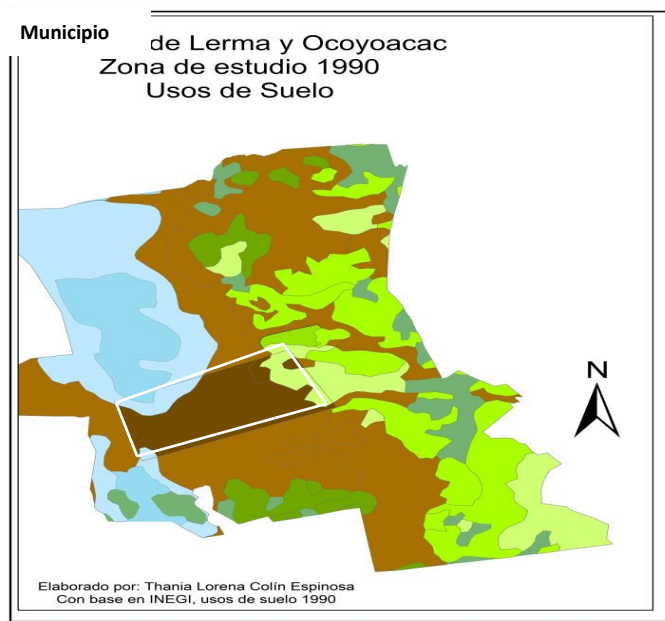 Municipio
de Lerma y Ocoyoacac
Zona de estudio 1990
Usos de Suelo
N
Elaborado por: Thania Lorena Colín Espinosa
Con base en INEGI, usos de suelo 1990